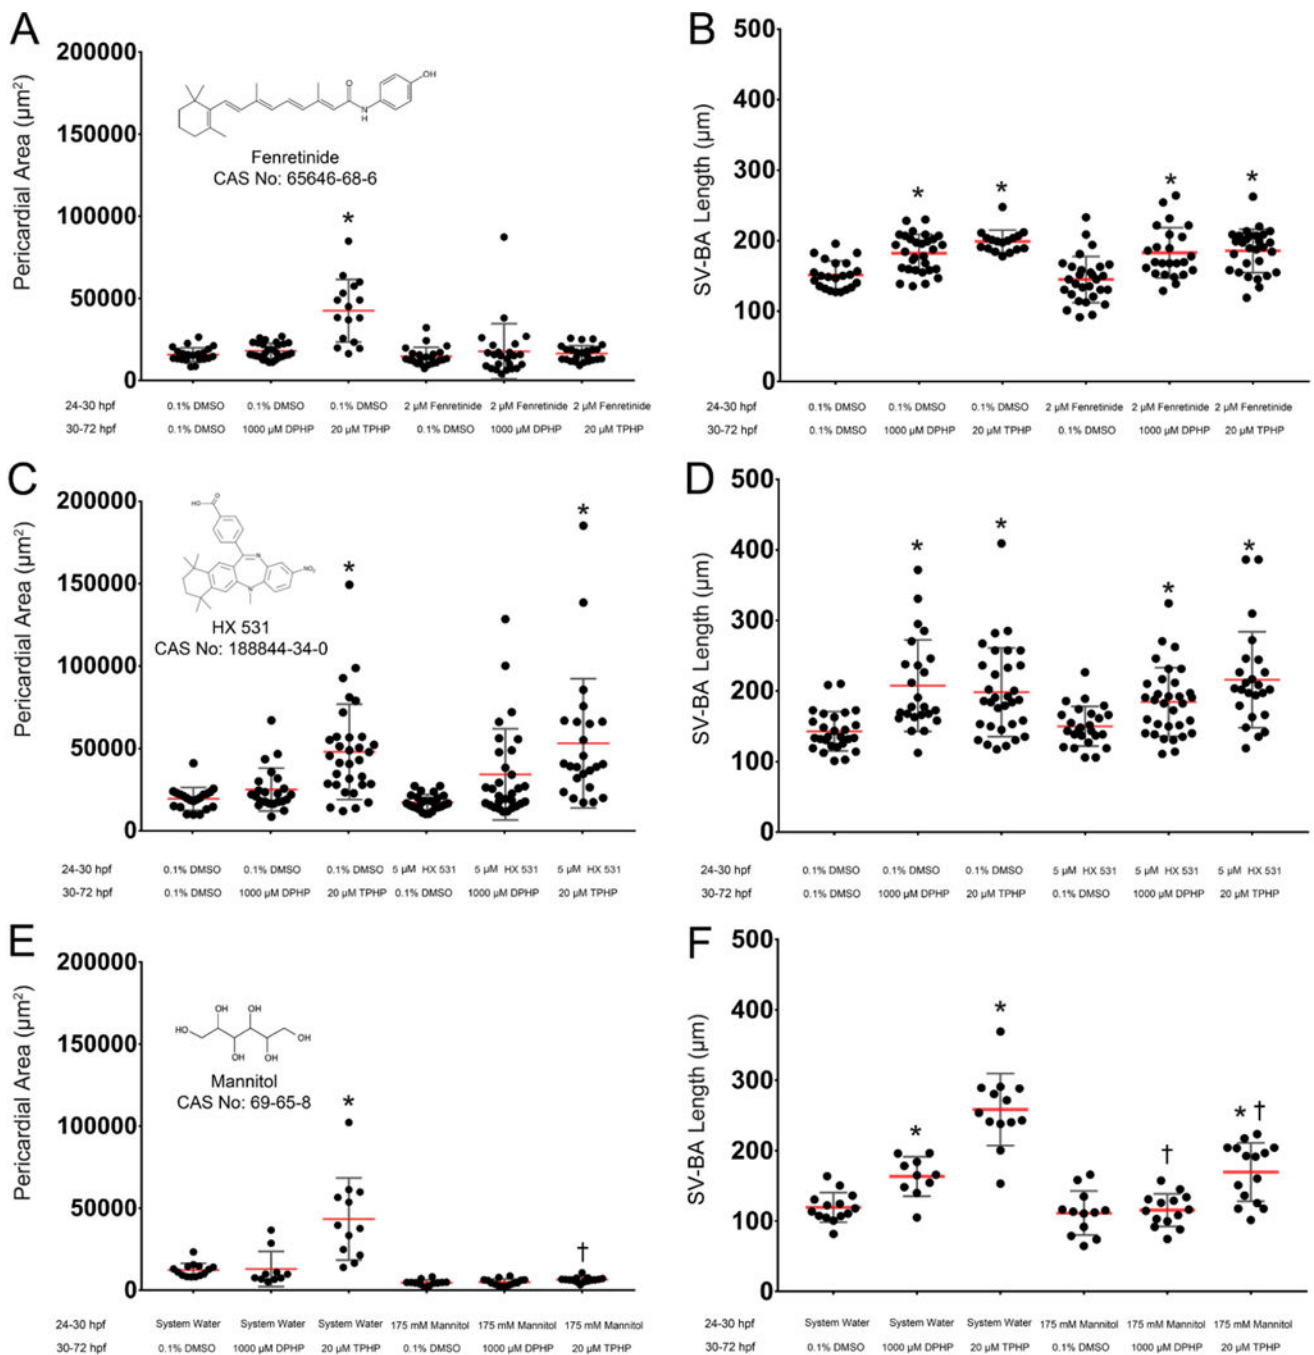 A
B
Pericardial Area (µm²)
200000
150000
100000
50000
0
OH
O
N
H
Fenretinide
CAS No: 65646-68-6
*
SV-BA Length (µm)
500
400
300
200
100
0
* * * *
24-30 hpf 0.1% DMSO 0.1% DMSO 0.1% DMSO 2 µM Fenretinide 2 µM Fenretinide 2 µM Fenretinide
30-72 hpf 0.1% DMSO 1000 µM DPHP 20 µM TPHP 0.1% DMSO 1000 µM DPHP 20 µM TPHP
24-30 hpf 0.1% DMSO 0.1% DMSO 0.1% DMSO 2 µM Fenretinide 2 µM Fenretinide 2 µM Fenretinide
30-72 hpf 0.1% DMSO 1000 µM DPHP 20 µM TPHP 0.1% DMSO 1000 µM DPHP 20 µM TPHP
C
D
Pericardial Area (µm²)
200000
150000
100000
50000
0
O
HO
N
NO₂
N
HX 531
CAS No: 188844-34-0
* *
SV-BA Length (µm)
500
400
300
200
100
0
* * * *
24-30 hpf 0.1% DMSO 0.1% DMSO 0.1% DMSO 5 µM HX 531 5 µM HX 531 5 µM HX 531
30-72 hpf 0.1% DMSO 1000 µM DPHP 20 µM TPHP 0.1% DMSO 1000 µM DPHP 20 µM TPHP
24-30 hpf 0.1% DMSO 0.1% DMSO 0.1% DMSO 5 µM HX 531 5 µM HX 531 5 µM HX 531
30-72 hpf 0.1% DMSO 1000 µM DPHP 20 µM TPHP 0.1% DMSO 1000 µM DPHP 20 µM TPHP
E
F
Pericardial Area (µm²)
200000
150000
100000
50000
0
OH OH
HO OH
OH OH
Mannitol
CAS No: 69-65-8
* †
SV-BA Length (µm)
500
400
300
200
100
0
* * † * †
24-30 hpf System Water System Water System Water 175 mM Mannitol 175 mM Mannitol 175 mM Mannitol
30-72 hpf 0.1% DMSO 1000 µM DPHP 20 µM TPHP 0.1% DMSO 1000 µM DPHP 20 µM TPHP
24-30 hpf System Water System Water System Water 175 mM Mannitol 175 mM Mannitol 175 mM Mannitol
30-72 hpf 0.1% DMSO 1000 µM DPHP 20 µM TPHP 0.1% DMSO 1000 µM DPHP 20 µM TPHP